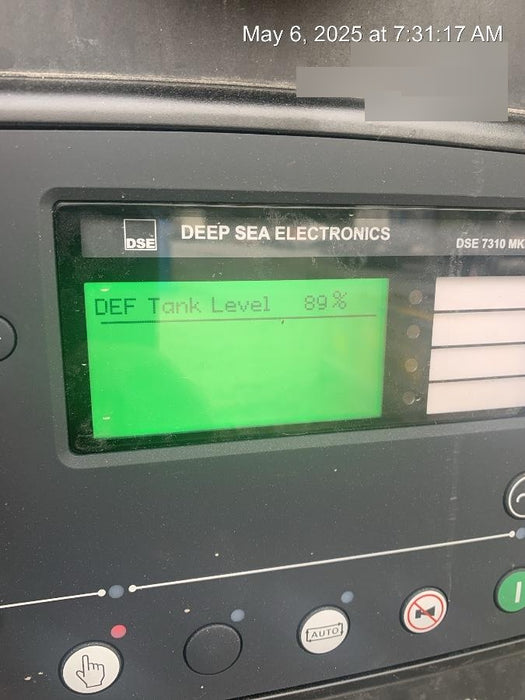 May 6, 2025 at 7:31:17 AM
DSE
DEEP SEA ELECTRONICS
DSE 7310 MK
DEF Tank Level 89%
AUTO